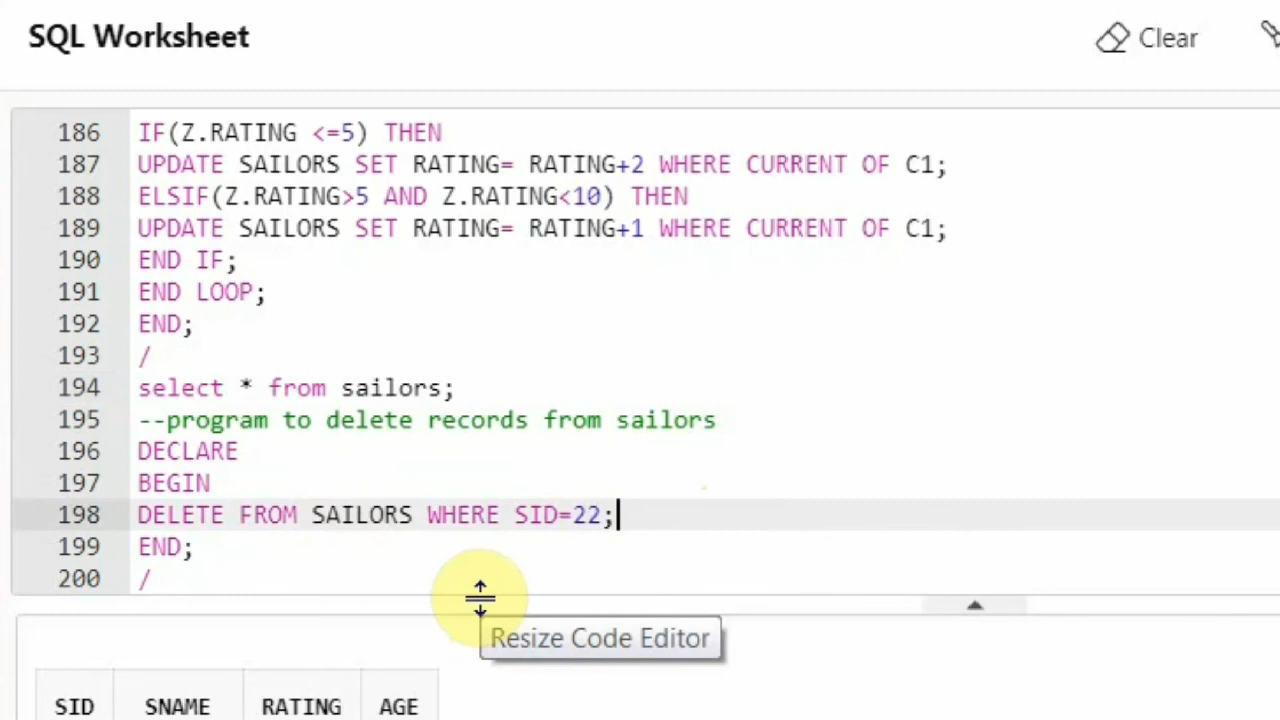 SQL Worksheet
Clear
186 IF(Z.RATING <=5) THEN
187 UPDATE SAILORS SET RATING= RATING+2 WHERE CURRENT OF C1;
188 ELSIF(Z.RATING>5 AND Z.RATING<10) THEN
189 UPDATE SAILORS SET RATING= RATING+1 WHERE CURRENT OF C1;
190 END IF;
191 END LOOP;
192 END;
193 /
194 select * from sailors;
195 --program to delete records from sailors
196 DECLARE
197 BEGIN
198 DELETE FROM SAILORS WHERE SID=22;
199 END;
200 /
Resize Code Editor
SID SNAME RATING AGE